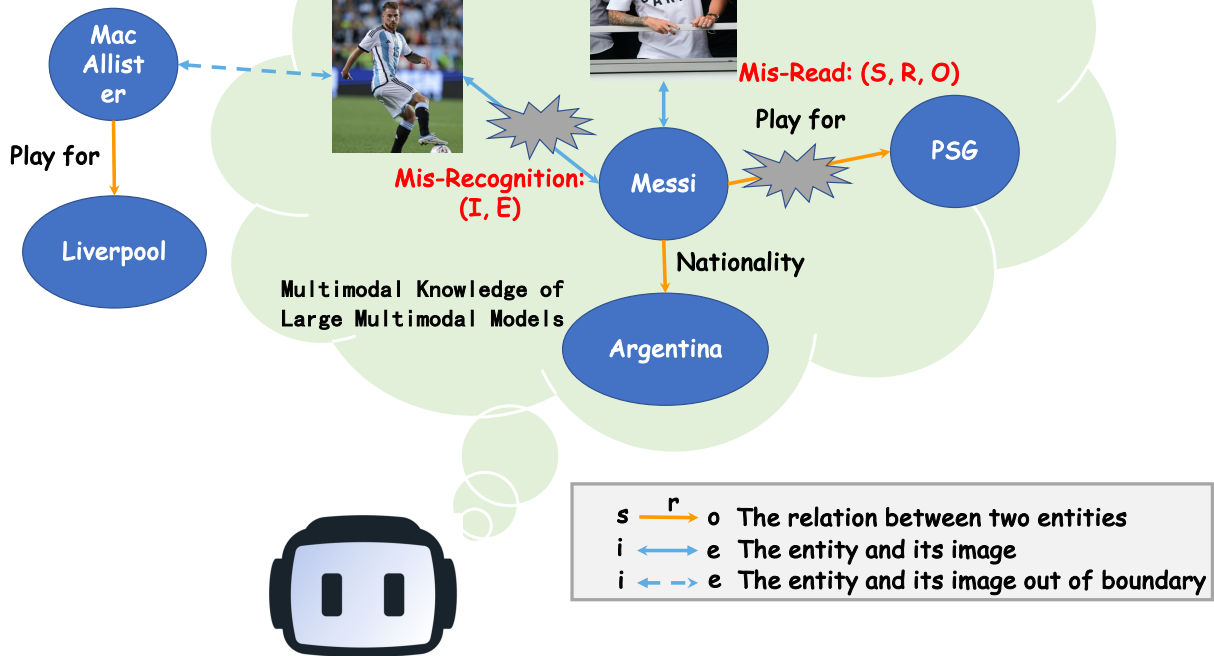 Mac
Allist
er
Mis-Read: (S, R, O)
Play for
PSG
Play for
Messi
Mis-Recognition:
(I, E)
Liverpool
Nationality
Multimodal Knowledge of
Large Multimodal Models
Argentina
s r o The relation between two entities
i e The entity and its image
i e The entity and its image out of boundary